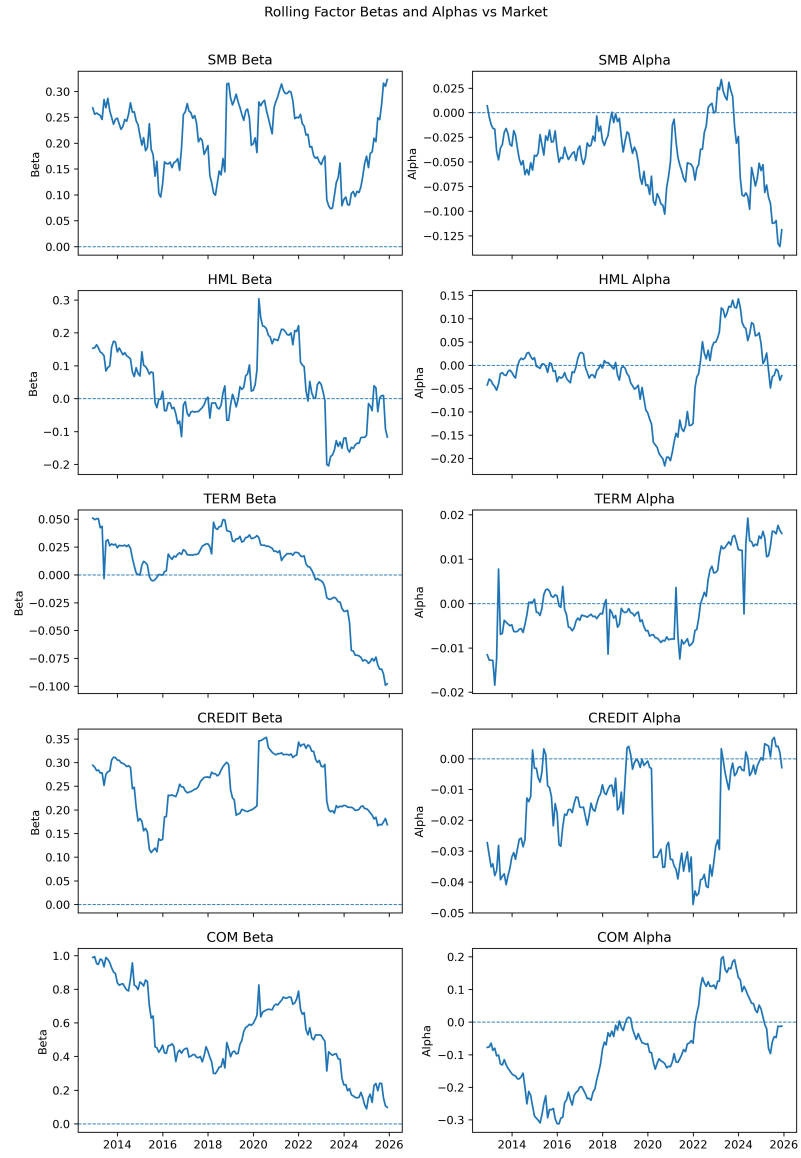 Rolling Factor Betas and Alphas vs Market
SMB Beta
Beta
0.30
0.25
0.20
0.15
0.10
0.05
0.00
SMB Alpha
Alpha
0.025
0.000
−0.025
−0.050
−0.075
−0.100
−0.125
HML Beta
Beta
0.3
0.2
0.1
0.0
−0.1
−0.2
HML Alpha
Alpha
0.15
0.10
0.05
0.00
−0.05
−0.10
−0.15
−0.20
TERM Beta
Beta
0.050
0.025
0.000
−0.025
−0.050
−0.075
−0.100
TERM Alpha
Alpha
0.02
0.01
0.00
−0.01
−0.02
CREDIT Beta
Beta
0.35
0.30
0.25
0.20
0.15
0.10
0.05
0.00
CREDIT Alpha
Alpha
0.00
−0.01
−0.02
−0.03
−0.04
−0.05
COM Beta
Beta
1.0
0.8
0.6
0.4
0.2
0.0
2014 2016 2018 2020 2022 2024 2026
COM Alpha
Alpha
0.2
0.1
0.0
−0.1
−0.2
−0.3
2014 2016 2018 2020 2022 2024 2026